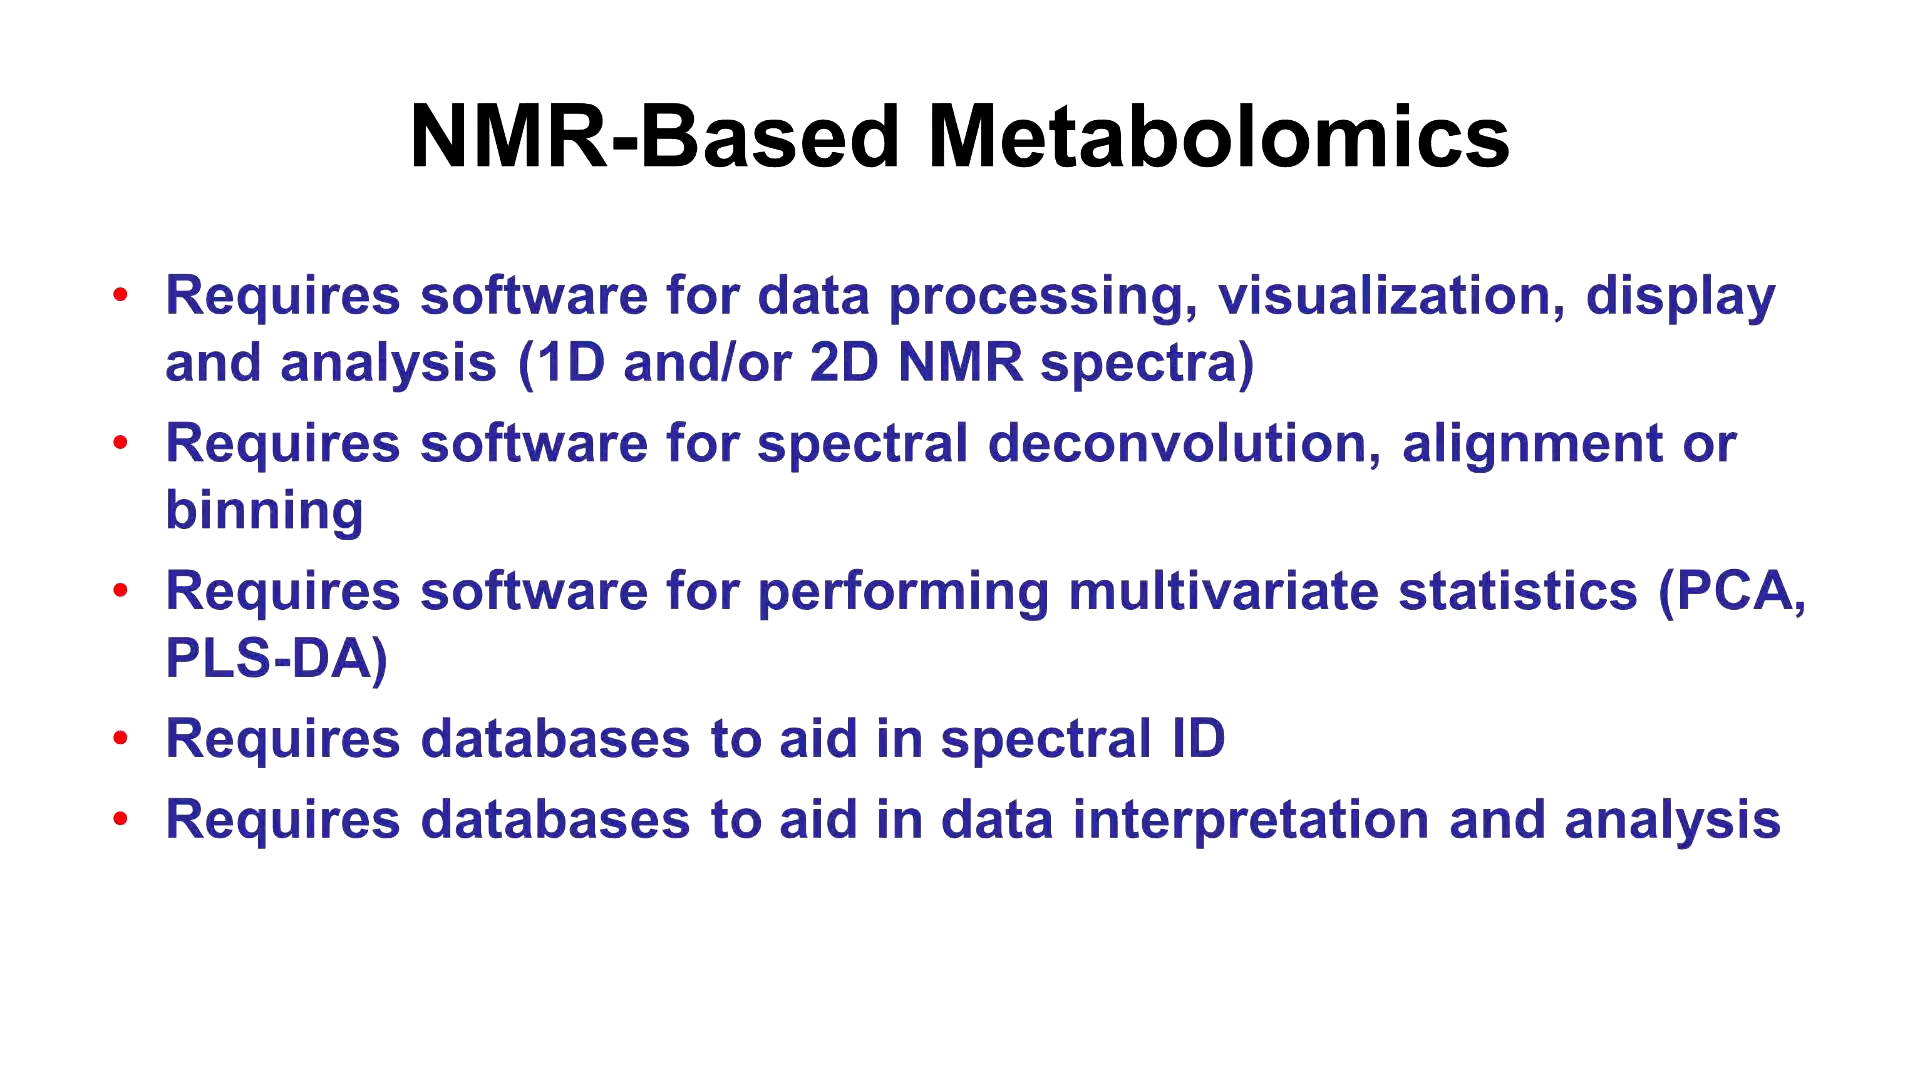 NMR-Based Metabolomics
• Requires software for data processing, visualization, display
and analysis (1D and/or 2D NMR spectra)
• Requires software for spectral deconvolution, alignment or
binning
• Requires software for performing multivariate statistics (PCA,
PLS-DA)
• Requires databases to aid in spectral ID
• Requires databases to aid in data interpretation and analysis